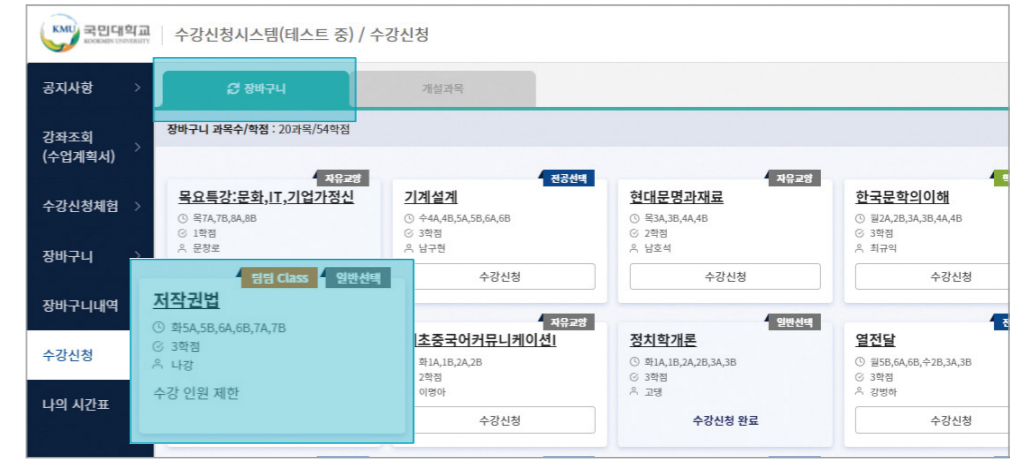 KMU 국민대학교
KOOKMIN UNIVERSITY
수강신청시스템(테스트 중) / 수강신청
공지사항
강좌조회
(수업계획서)
수강신청체험
장바구니
장바구니내역
수강신청
나의 시간표
장바구니
개설과목
장바구니 과목수/학점 : 20과목/54학점
자유교양
목요특강:문화,IT,기업가정신
목7A,7B,8A,8B
1학점
문창로
전공선택
기계설계
수4A,4B,5A,5B,6A,6B
3학점
남구현
수강신청
자유교양
현대문명과재료
목3A,3B,4A,4B
2학점
남호석
수강신청
한국문학의이해
월2A,2B,3A,3B,4A,4B
3학점
최규익
수강신청
팀팀 Class
일반선택
저작권법
화5A,5B,6A,6B,7A,7B
3학점
나강
수강 인원 제한
자유교양
초중국어커뮤니케이션I
화1A,1B,2A,2B
2학점
이명아
수강신청
일반선택
정치학개론
화1A,1B,2A,2B,3A,3B
3학점
고댕
수강신청 완료
열전달
월5B,6A,6B,수2B,3A,3B
3학점
강병하
수강신청